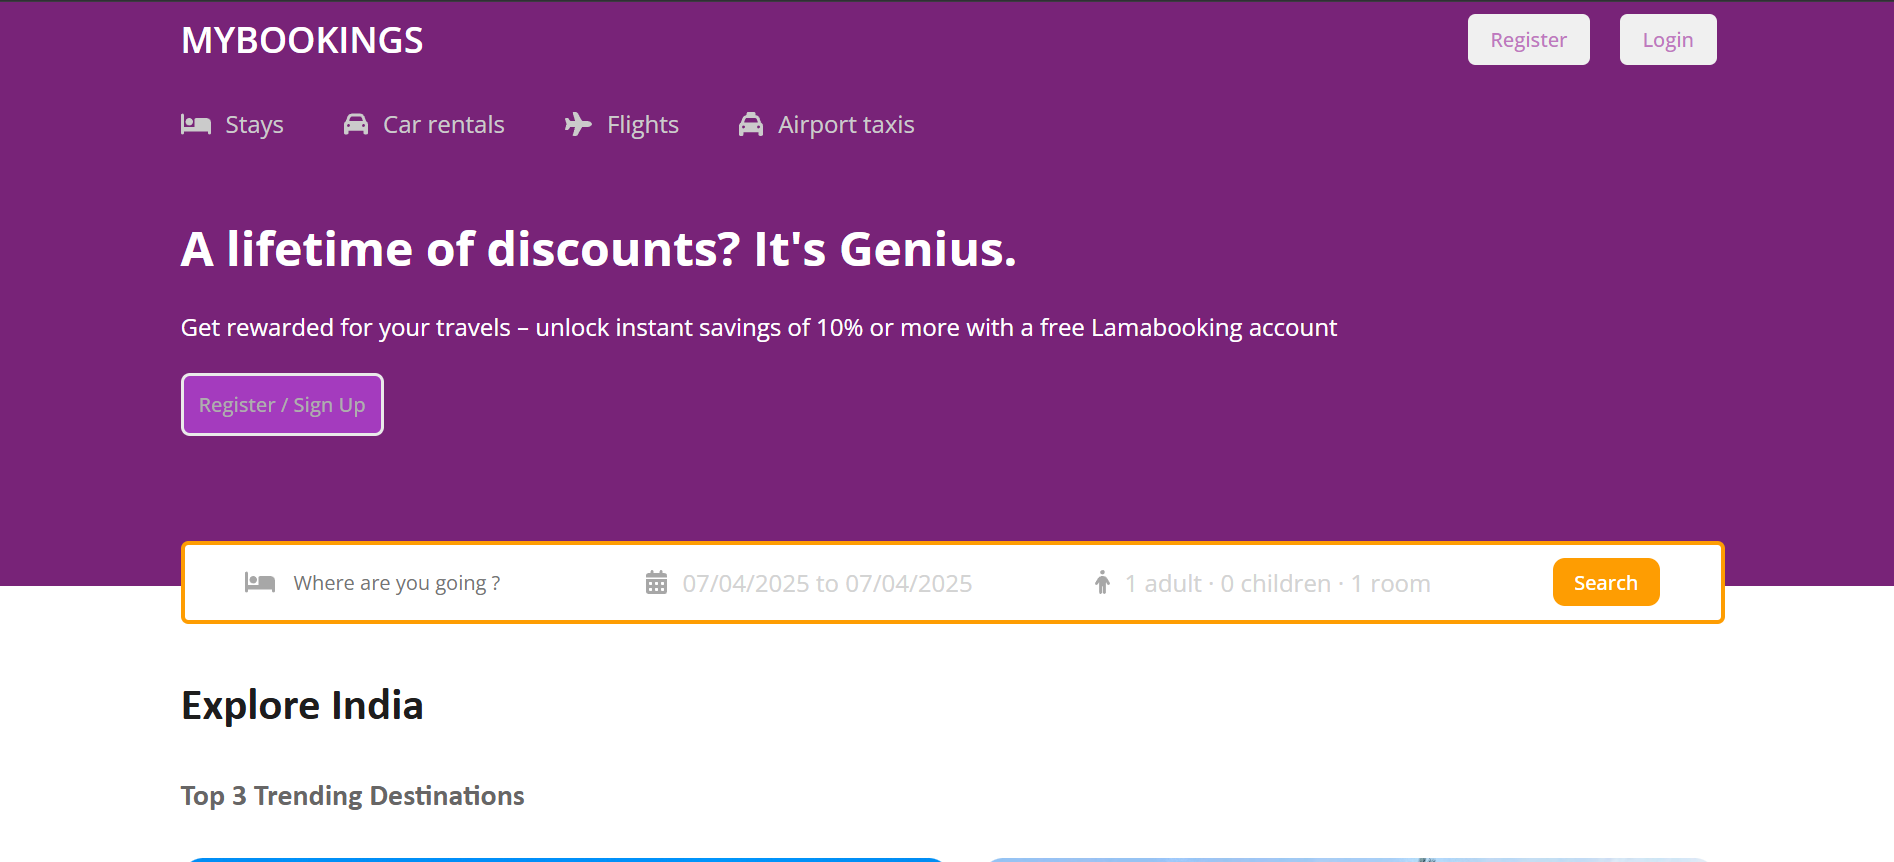 MYBOOKINGS
Register Login
Stays Car rentals Flights Airport taxis
A lifetime of discounts? It's Genius.
Get rewarded for your travels – unlock instant savings of 10% or more with a free Lamabooking account
Register / Sign Up
Where are you going ? 07/04/2025 to 07/04/2025 1 adult · 0 children · 1 room Search
Explore India
Top 3 Trending Destinations